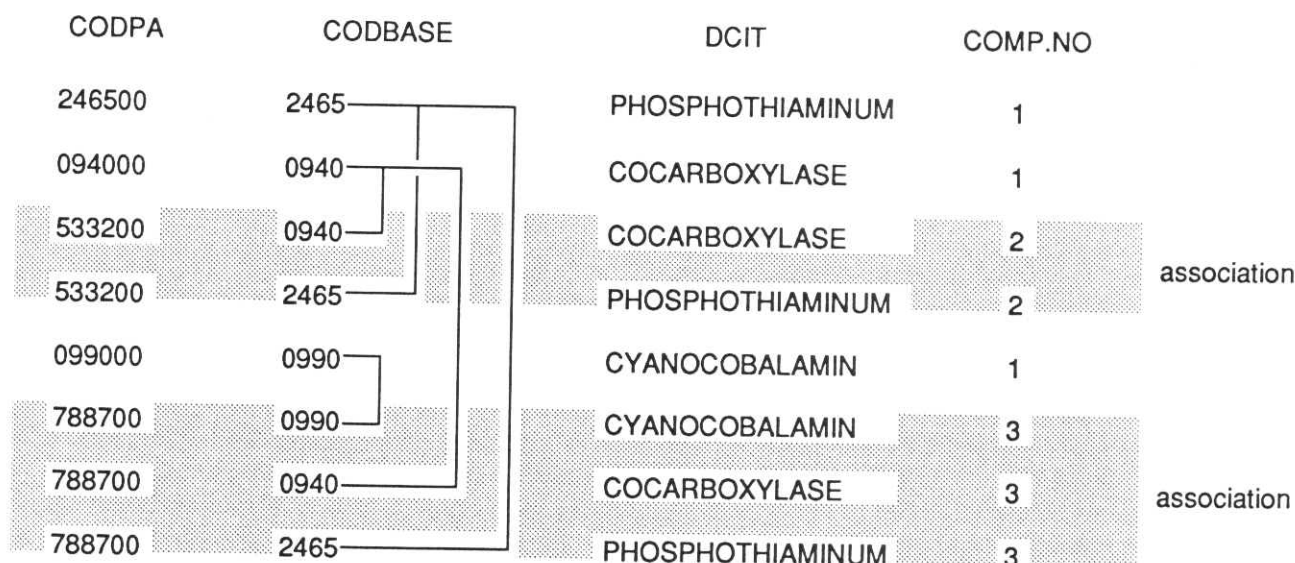 CODPA CODBASE DCIT COMP.NO
246500 2465 PHOSPHOTHIAMINUM 1
094000 0940 COCARBOXYLASE 1
533200 0940 COCARBOXYLASE 2
association
533200 2465 PHOSPHOTHIAMINUM 2
099000 0990 CYANOCOBALAMIN 1
788700 0990 CYANOCOBALAMIN 3
788700 0940 COCARBOXYLASE 3 association
788700 2465 PHOSPHOTHIAMINUM 3